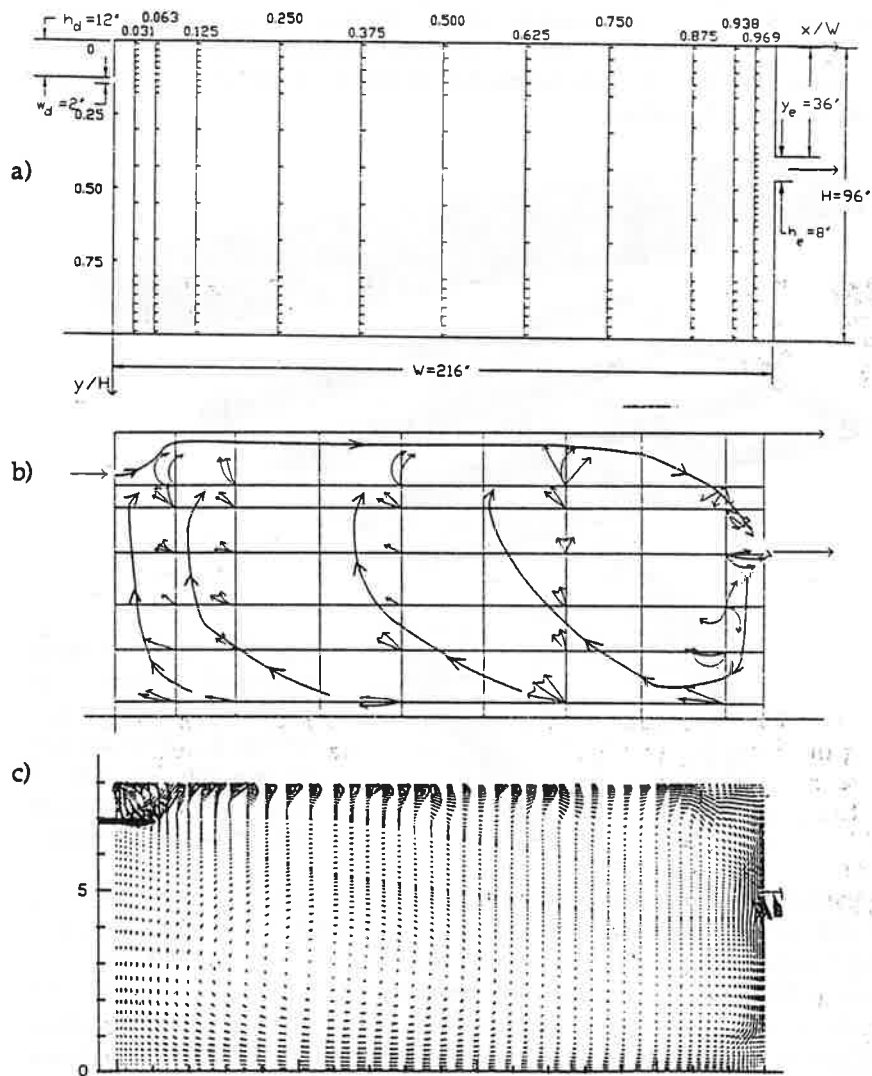 h_d=12"
0.031
0.063
0.125
0.250
0.375
0.500
0.625
0.750
0.875
0.938
0.969
x/W
0
w_d=2"
0.25
y_e=36"
a)
H=96"
0.50
h_e=8"
0.75
W=216"
y/H
b)
c)
5
0